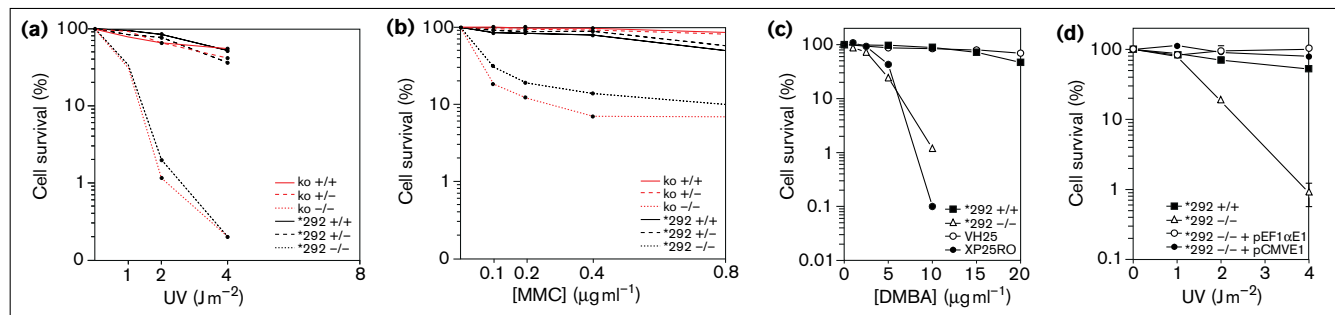 (a)
Cell survival (%)
100
10
1
0
1
2
4
8
UV (J m⁻²)
ko +/+
ko +/−
ko −/−
*292 +/+
*292 +/−
*292 −/−
(b)
Cell survival (%)
100
10
1
0
0.1
0.2
0.4
0.8
[MMC] (μg ml⁻¹)
ko +/+
ko +/−
ko −/−
*292 +/+
*292 +/−
*292 −/−
(c)
Cell survival (%)
100
10
1
0.1
0.01
0
5
10
15
20
[DMBA] (μg ml⁻¹)
*292 +/+
*292 −/−
VH25
XP25RO
(d)
Cell survival (%)
100
10
1
0.1
0
1
2
3
4
UV (J m⁻²)
*292 +/+
*292 −/−
*292 −/− + pEF1αE1
*292 −/− + pCMVE1